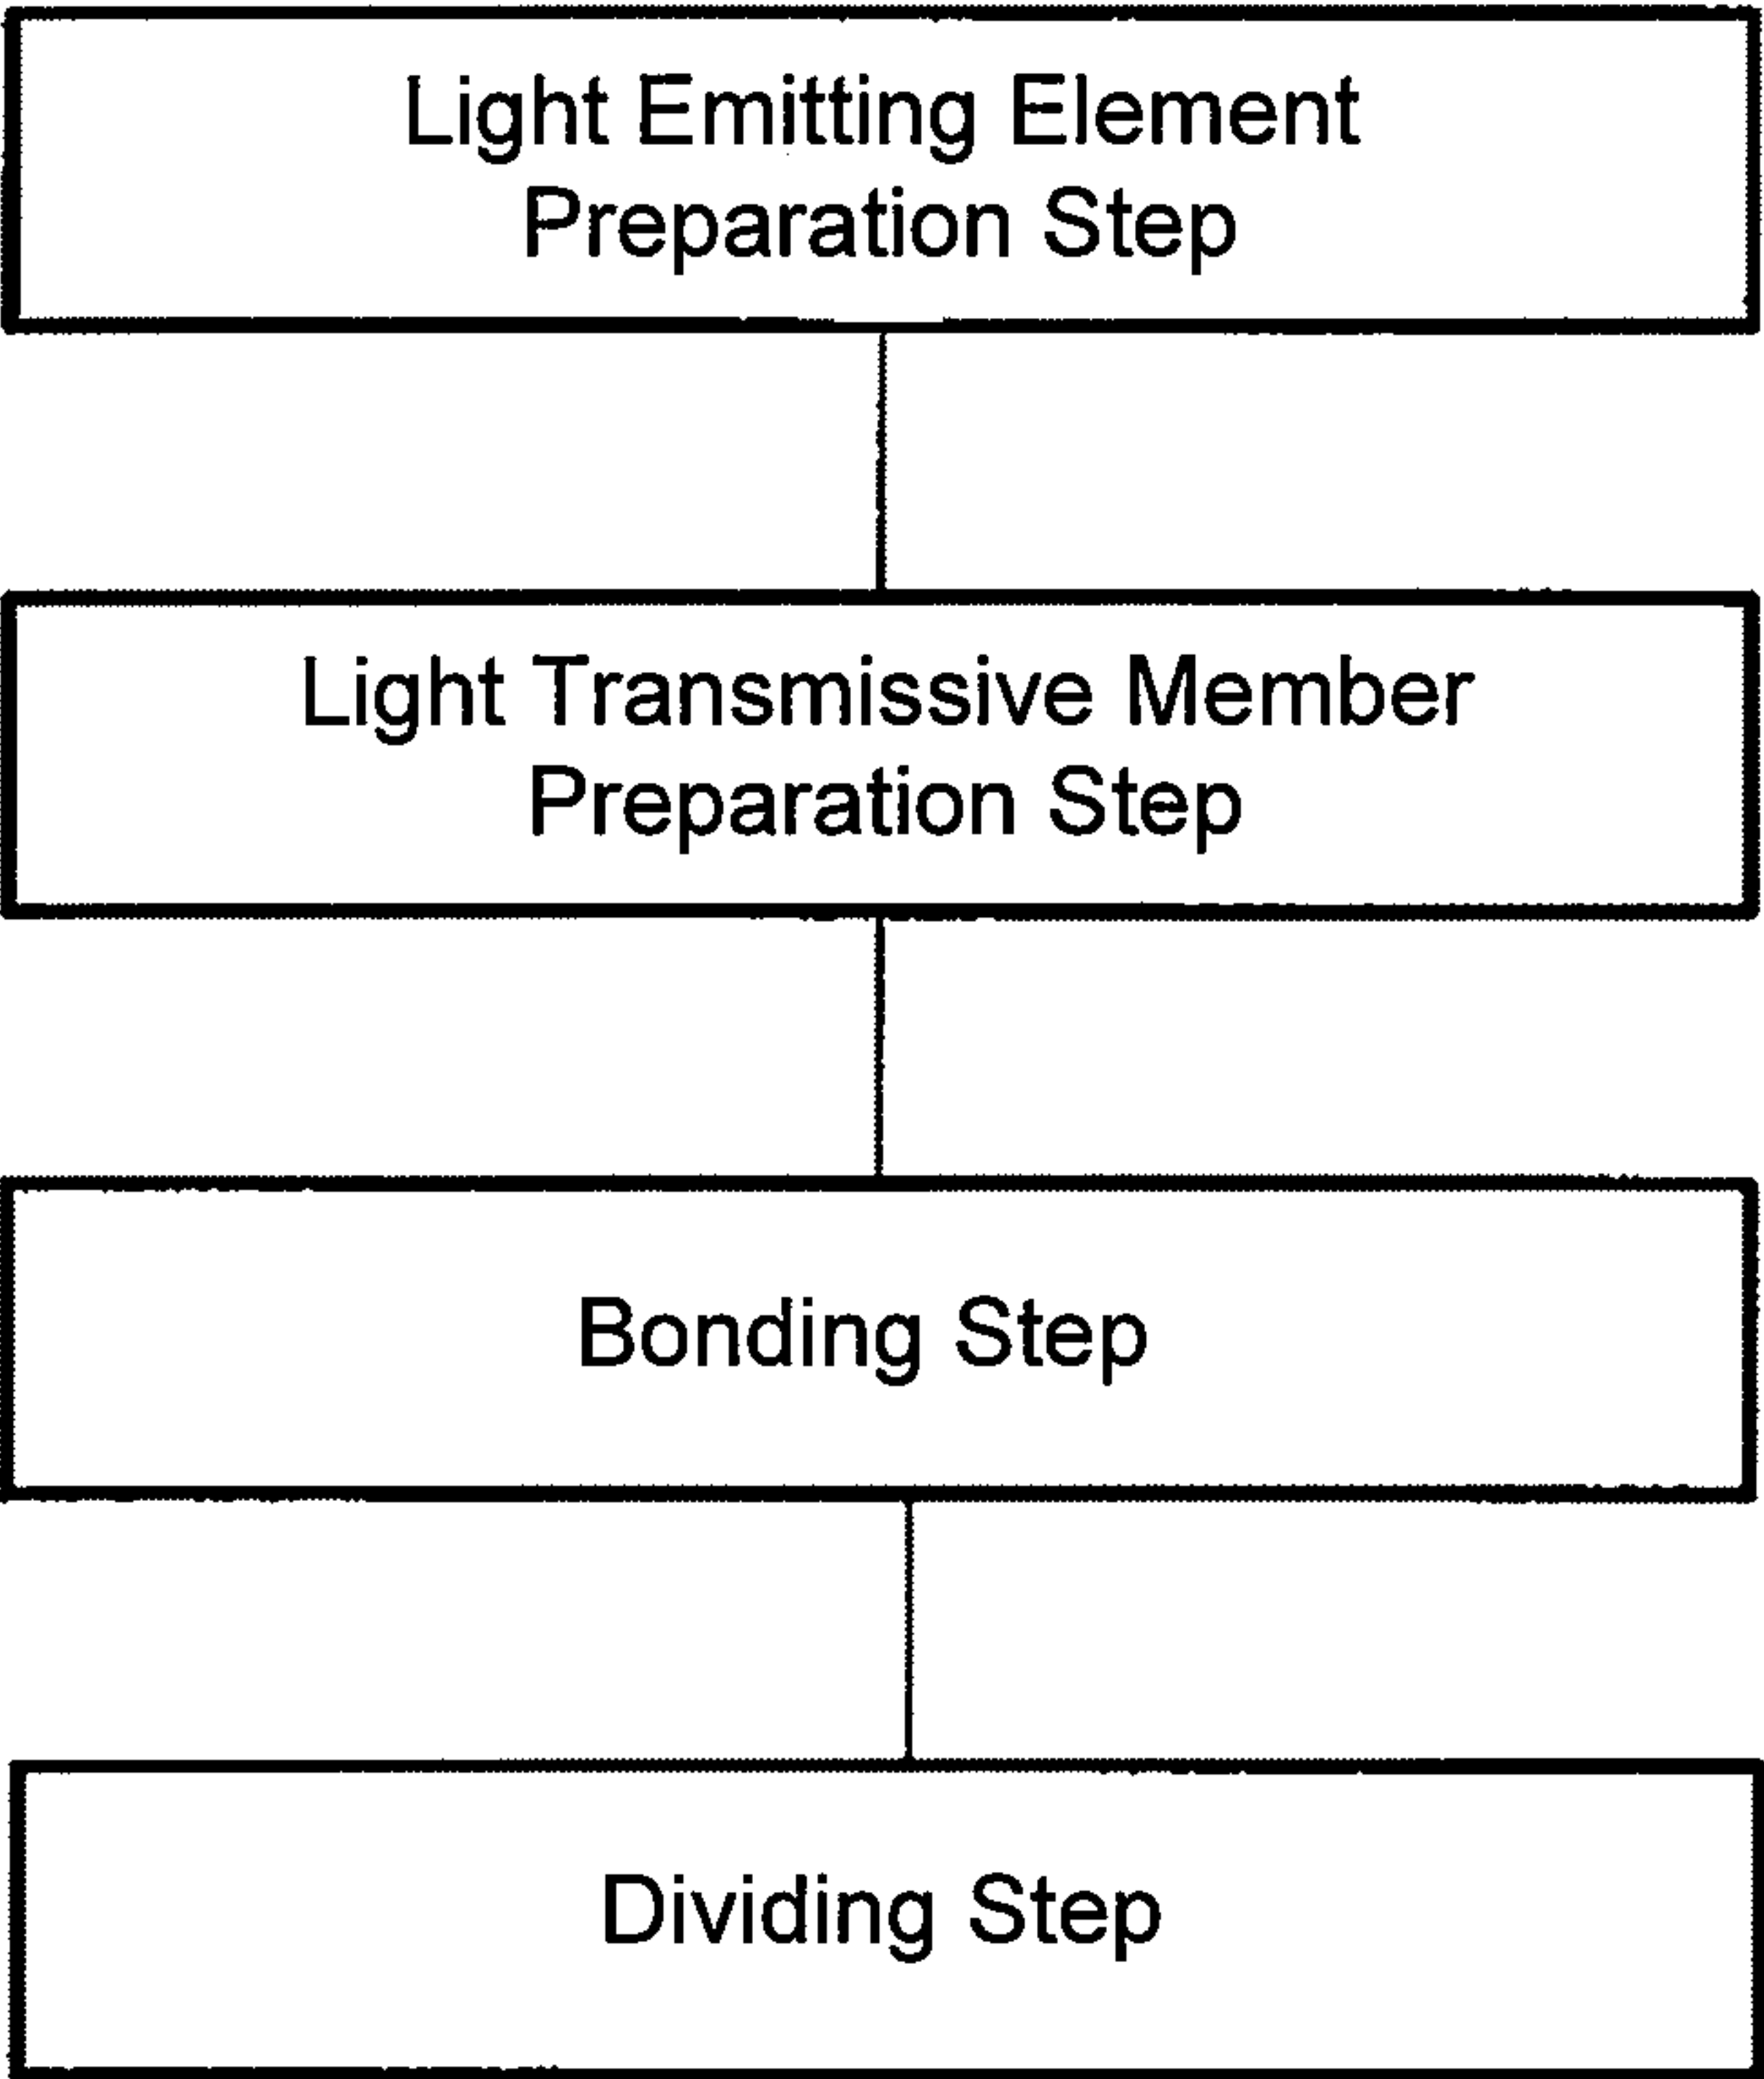 Light Emitting Element
Preparation Step
Light Transmissive Member
Preparation Step
Bonding Step
Dividing Step